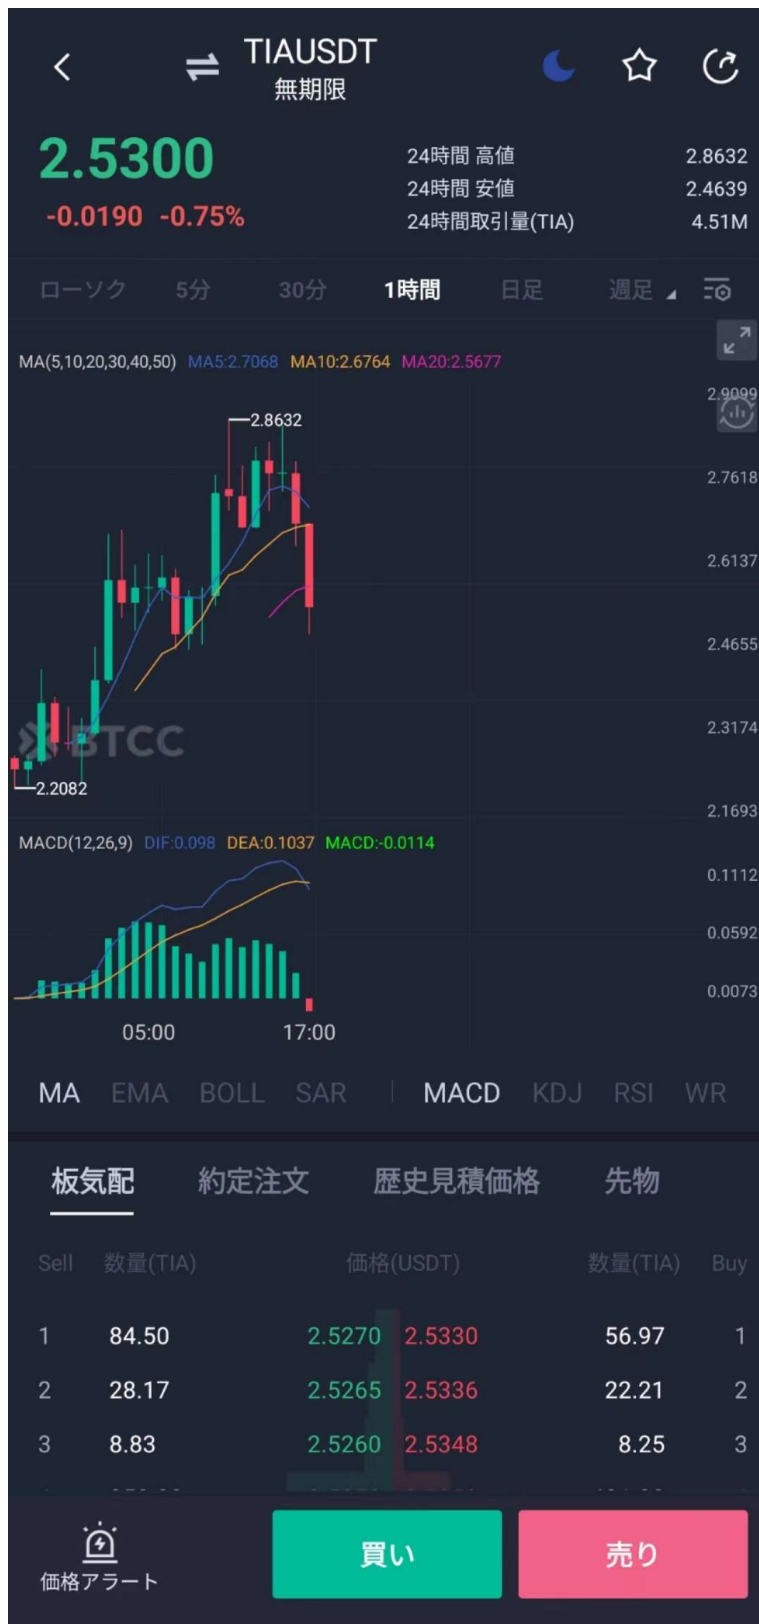 TIAUSDT
無期限
2.5300
-0.0190 -0.75%
24時間 高値 2.8632
24時間 安値 2.4639
24時間取引量(TIA) 4.51M
ローソク 5分 30分 1時間 日足 週足
MA(5,10,20,30,40,50) MA5:2.7068 MA10:2.6764 MA20:2.5677
2.9099
2.8632
2.7618
2.6137
2.4655
2.3174
BTCC
2.2082
2.1693
MACD(12,26,9) DIF:0.098 DEA:0.1037 MACD:-0.0114
0.1112
0.0592
0.0073
05:00 17:00
MA EMA BOLL SAR MACD KDJ RSI WR
板気配 約定注文 歴史見積価格 先物
Sell 数量(TIA) 価格(USDT) 数量(TIA) Buy
1 84.50 2.5270 2.5330 56.97 1
2 28.17 2.5265 2.5336 22.21 2
3 8.83 2.5260 2.5348 8.25 3
価格アラート
買い
売り